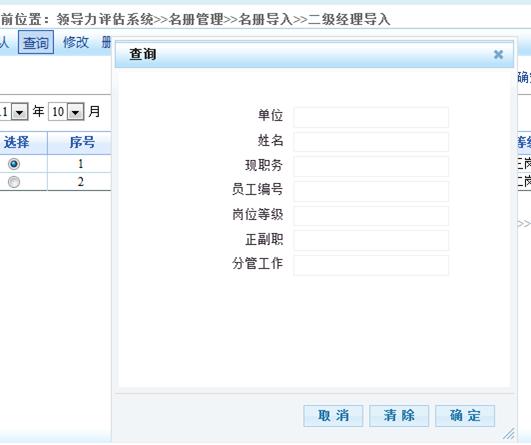 前位置：领导力评估系统>>名册管理>>名册导入>>二级经理导入
查询 修改
年 10 月
选择 序号
1
2
查询
单位
姓名
现职务
员工编号
岗位等级
正副职
分管工作
取消 清除 确定
>>